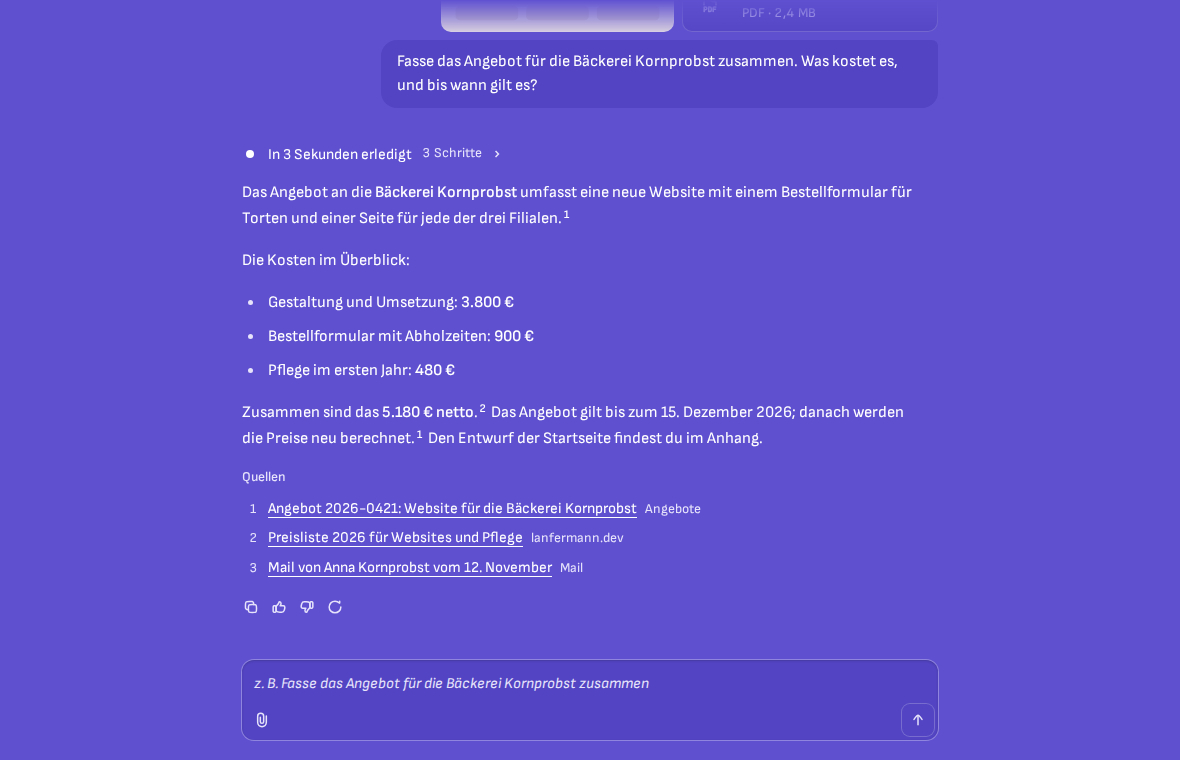 PDF · 2,4 MB
Fasse das Angebot für die Bäckerei Kornprobst zusammen. Was kostet es,
und bis wann gilt es?
In 3 Sekunden erledigt 3 Schritte
Das Angebot an die Bäckerei Kornprobst umfasst eine neue Website mit einem Bestellformular für
Torten und einer Seite für jede der drei Filialen.¹
Die Kosten im Überblick:
• Gestaltung und Umsetzung: 3.800 €
• Bestellformular mit Abholzeiten: 900 €
• Pflege im ersten Jahr: 480 €
Zusammen sind das 5.180 € netto.² Das Angebot gilt bis zum 15. Dezember 2026; danach werden
die Preise neu berechnet.¹ Den Entwurf der Startseite findest du im Anhang.
Quellen
1 Angebot 2026-0421: Website für die Bäckerei Kornprobst Angebote
2 Preisliste 2026 für Websites und Pflege lanfermann.dev
3 Mail von Anna Kornprobst vom 12. November Mail
z. B. Fasse das Angebot für die Bäckerei Kornprobst zusammen